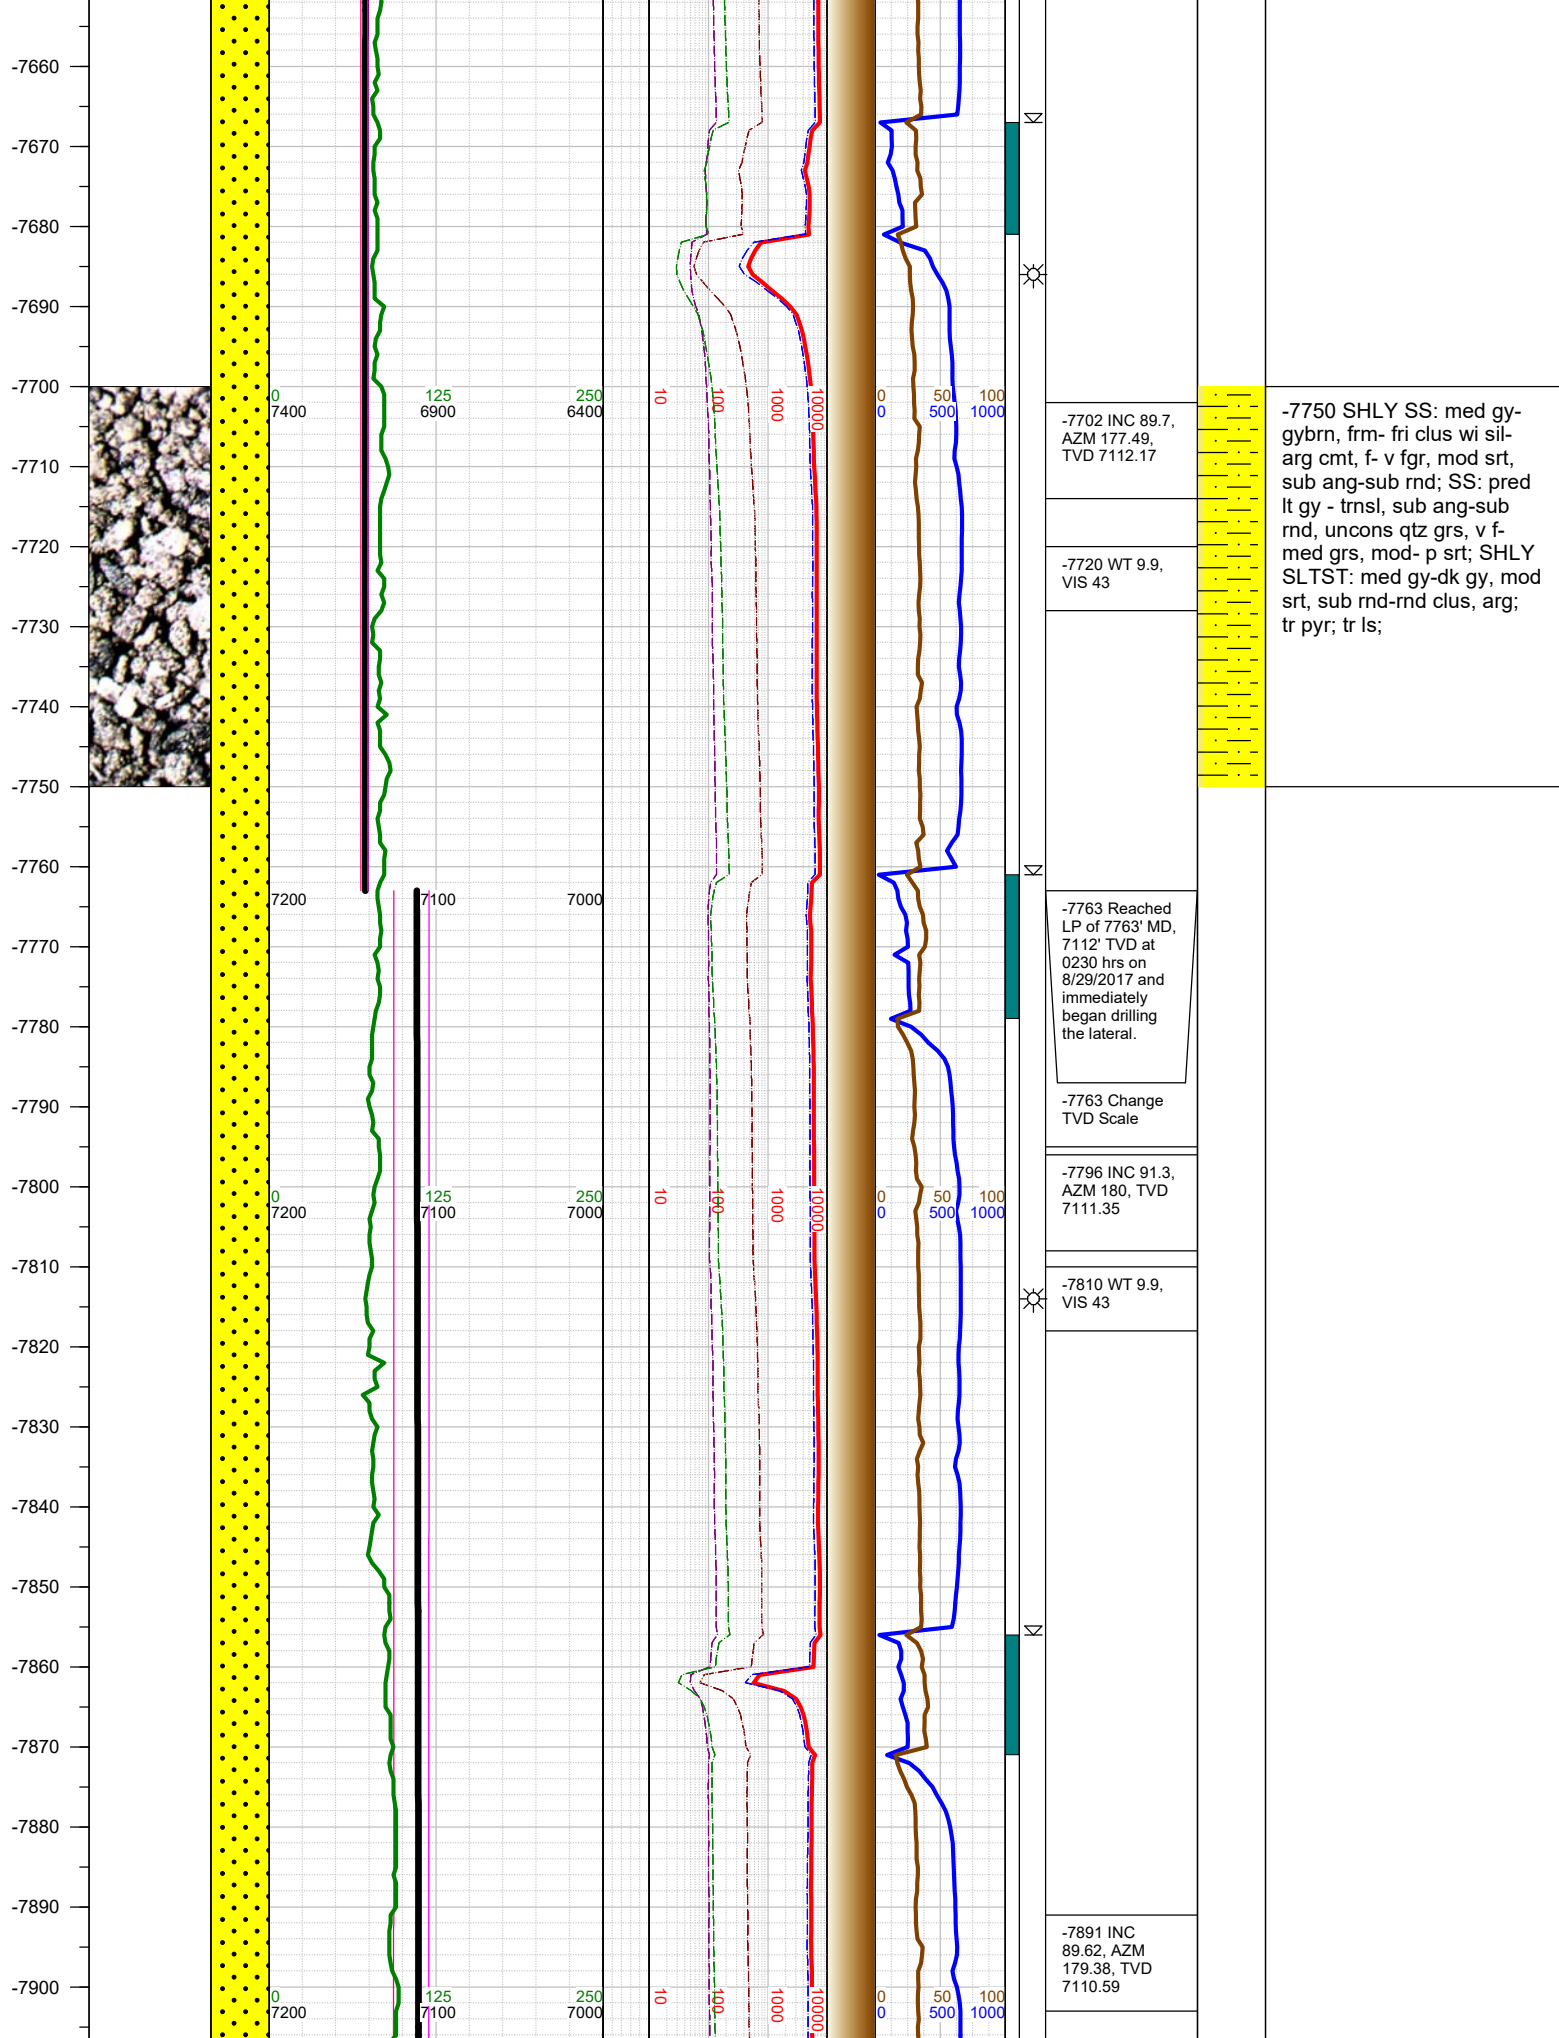 -7660
-7670
-7680
-7690
-7700
0 125 250 10 100 1000 10000 0 50 100
7400 6900 6400 0 500 1000
-7702 INC 89.7,
AZM 177.49,
TVD 7112.17
-7750 SHLY SS: med gy-
gybrn, frm- fri clus wi sil-
arg cmt, f- v fgr, mod srt,
sub ang-sub rnd; SS: pred
lt gy - trnsl, sub ang-sub
rnd, uncons qtz grs, v f-
med grs, mod- p srt; SHLY
SLTST: med gy-dk gy, mod
srt, sub rnd-rnd clus, arg;
tr pyr; tr ls;
-7710
-7720
-7720 WT 9.9,
VIS 43
-7730
-7740
-7750
-7760
7200 7100 7000
-7763 Reached
LP of 7763' MD,
7112' TVD at
0230 hrs on
8/29/2017 and
immediately
began drilling
the lateral.
-7770
-7780
-7790
-7763 Change
TVD Scale
-7800
0 125 250 10 100 1000 10000 0 50 100
7200 7100 7000 0 500 1000
-7796 INC 91.3,
AZM 180, TVD
7111.35
-7810
-7810 WT 9.9,
VIS 43
-7820
-7830
-7840
-7850
-7860
-7870
-7880
-7890
-7891 INC
89.62, AZM
179.38, TVD
7110.59
-7900
0 125 250 10 100 1000 10000 0 50 100
7200 7100 7000 0 500 1000